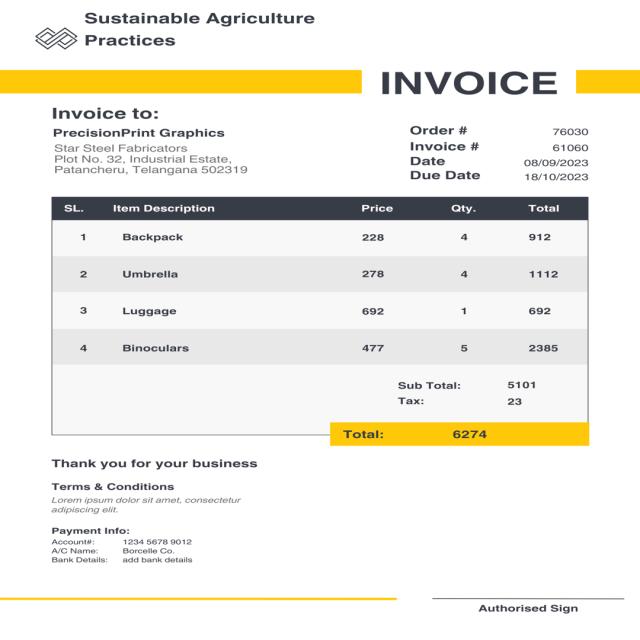 Sustainable Agriculture
Practices
INVOICE
Invoice to:
PrecisionPrint Graphics
Star Steel Fabricators
Plot No. 32, Industrial Estate,
Patancheru, Telangana 502319
Order # 76030
Invoice # 61060
Date 08/09/2023
Due Date 18/10/2023
SL. Item Description Price Qty. Total
1 Backpack 228 4 912
2 Umbrella 278 4 1112
3 Luggage 692 1 692
4 Binoculars 477 5 2385
Sub Total: 5101
Tax: 23
Total: 6274
Thank you for your business
Terms & Conditions
Lorem ipsum dolor sit amet, consectetur
adipiscing elit.
Payment Info:
Account#: 1234 5678 9012
A/C Name: Borcelle Co.
Bank Details: add bank details
Authorised Sign